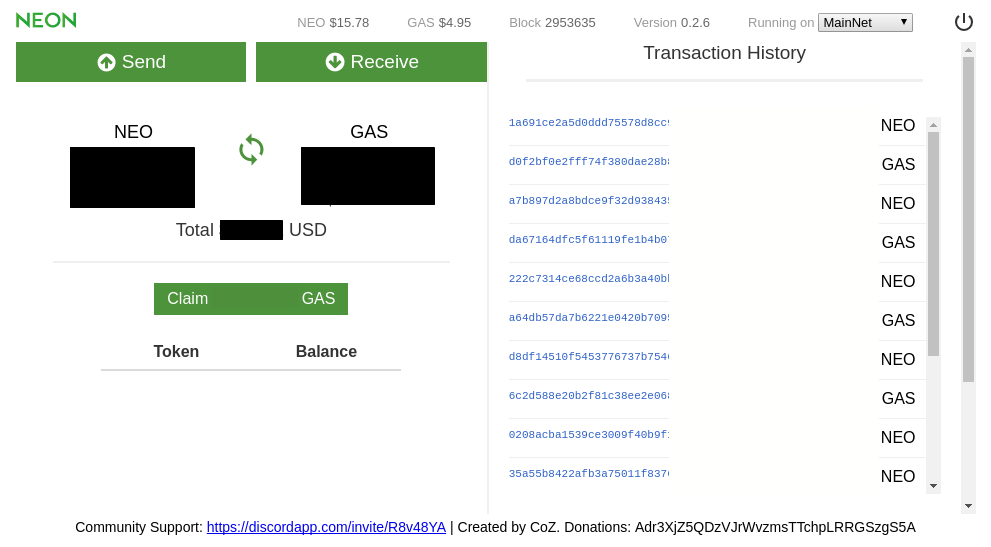 NEON NEO $15.78 GAS $4.95 Block 2953635 Version 0.2.6 Running on MainNet
Send Receive
Transaction History
NEO GAS
Total USD
Claim GAS
Token Balance
1a691ce2a5d0ddd75578d8cc NEO
d0f2bf0e2fff74f380dae28b GAS
a7b897d2a8bdce9f32d93843 NEO
da67164dfc5f61119fe1b4b0 GAS
222c7314ce68ccd2a6b3a40b NEO
a64db57da7b6221e0420b709 GAS
d8df14510f5453776737b754 NEO
6c2d588e20b2f81c38ee2e06 GAS
0208acba1539ce3009f40b9f NEO
35a55b8422afb3a75011f837 NEO
Community Support: https://discordapp.com/invite/R8v48YA | Created by CoZ. Donations: Adr3XjZ5QDzVJrWvzmsTTchpLRRGSzgS5A